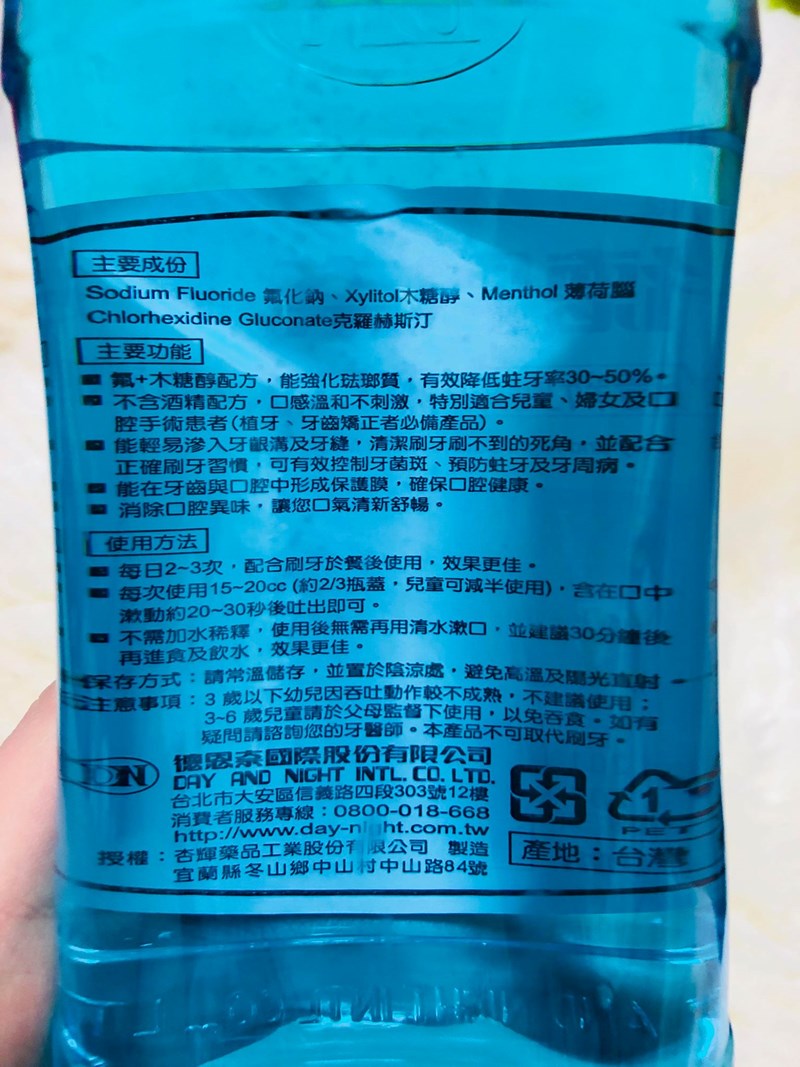 主要成份
Sodium Fluoride 氟化鈉、Xylitol木糖醇、Menthol 薄荷腦
Chlorhexidine Gluconate克羅赫斯汀
主要功能
氟+木糖醇配方，能強化琺瑯質，有效降低蛀牙率30~50%。
不含酒精配方，口感溫和不刺激，特別適合兒童、婦女及口
腔手術患者(植牙、牙齒矯正者必備產品)。
能輕易滲入牙齦溝及牙縫，清潔刷牙刷不到的死角，並配合
正確刷牙習慣，可有效控制牙菌斑、預防蛀牙及牙周病。
能在牙齒與口腔中形成保護膜，確保口腔健康。
消除口腔異味，讓您口氣清新舒暢。
使用方法
每日2~3次，配合刷牙於餐後使用，效果更佳。
每次使用15~20cc (約2/3瓶蓋，兒童可減半使用)，含在口中
漱動約20~30秒後吐出即可。
不需加水稀釋，使用後無需再用清水漱口，並建議30分鐘後
再進食及飲水，效果更佳。
保存方式：請常溫儲存，並置於陰涼處，避免高溫及陽光直射
注意事項：3 歲以下幼兒因吞吐動作較不成熟，不建議使用；
3~6 歲兒童請於父母監督下使用，以免吞食。如有
疑問請諮詢您的牙醫師。本產品不可取代刷牙。
DN
德恩奈國際股份有限公司
DAY AND NIGHT INTL. CO. LTD.
台北市大安區信義路四段303號12樓
消費者服務專線：0800-018-668
http://www.day-night.com.tw
授權：杏輝藥品工業股份有限公司 製造
宜蘭縣冬山鄉中山村中山路84號
1
PET
產地：台灣